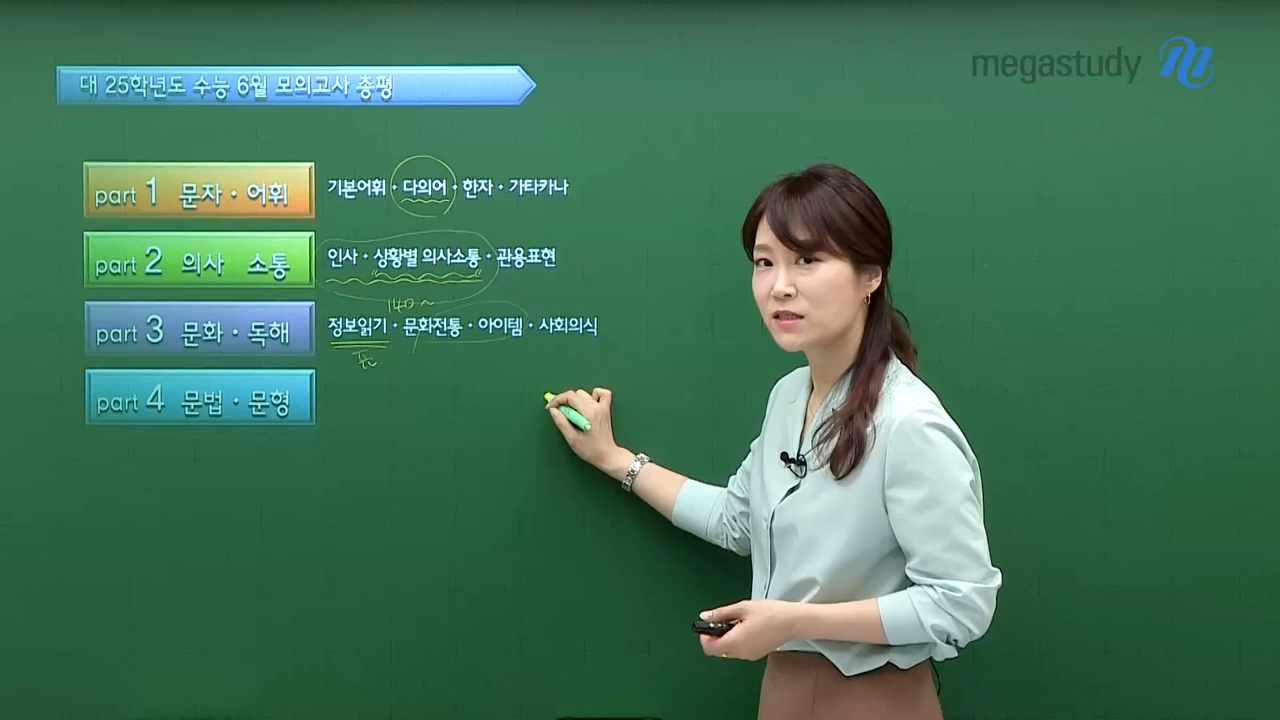 megastudy
대 25학년도 수능 6월 모의고사 총평
part 1 문자 · 어휘 기본어휘 · 다의어 · 한자 · 가타카나
part 2 의사 소통 인사 · 상황별 의사소통 · 관용표현
140~
part 3 문화 · 독해 정보읽기 · 문화전통 · 아이템 · 사회의식
part 4 문법 · 문형